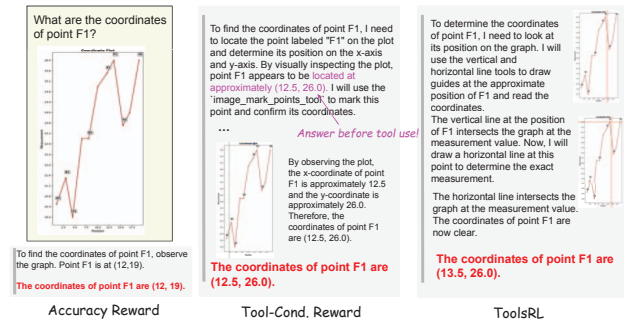 What are the coordinates
of point F1?
Coordinate Plot
Measurement
Position
To find the coordinates of point F1, observe
the graph. Point F1 is at (12,19).
The coordinates of point F1 are (12, 19).
Accuracy Reward
To find the coordinates of point F1, I need
to locate the point labeled "F1" on the plot
and determine its position on the x-axis
and y-axis. By visually inspecting the plot,
point F1 appears to be located at
approximately (12.5, 26.0). I will use the
`image_mark_points_tool` to mark this
point and confirm its coordinates.
...
Answer before tool use!
By observing the plot,
the x-coordinate of point
F1 is approximately 12.5
and the y-coordinate is
approximately 26.0.
Therefore, the
coordinates of point F1
are (12.5, 26.0).
The coordinates of point F1 are
(12.5, 26.0).
Tool-Cond. Reward
To determine the coordinates
of point F1, I need to look at
its position on the graph. I will
use the vertical and
horizontal line tools to draw
guides at the approximate
position of F1 and read the
coordinates.
The vertical line at the position
of F1 intersects the graph at the
measurement value. Now, I will
draw a horizontal line at this
point to determine the exact
measurement.
The horizontal line intersects the
graph at the measurement value.
The coordinates of point F1 are
now clear.
The coordinates of point F1 are
(13.5, 26.0).
ToolsRL